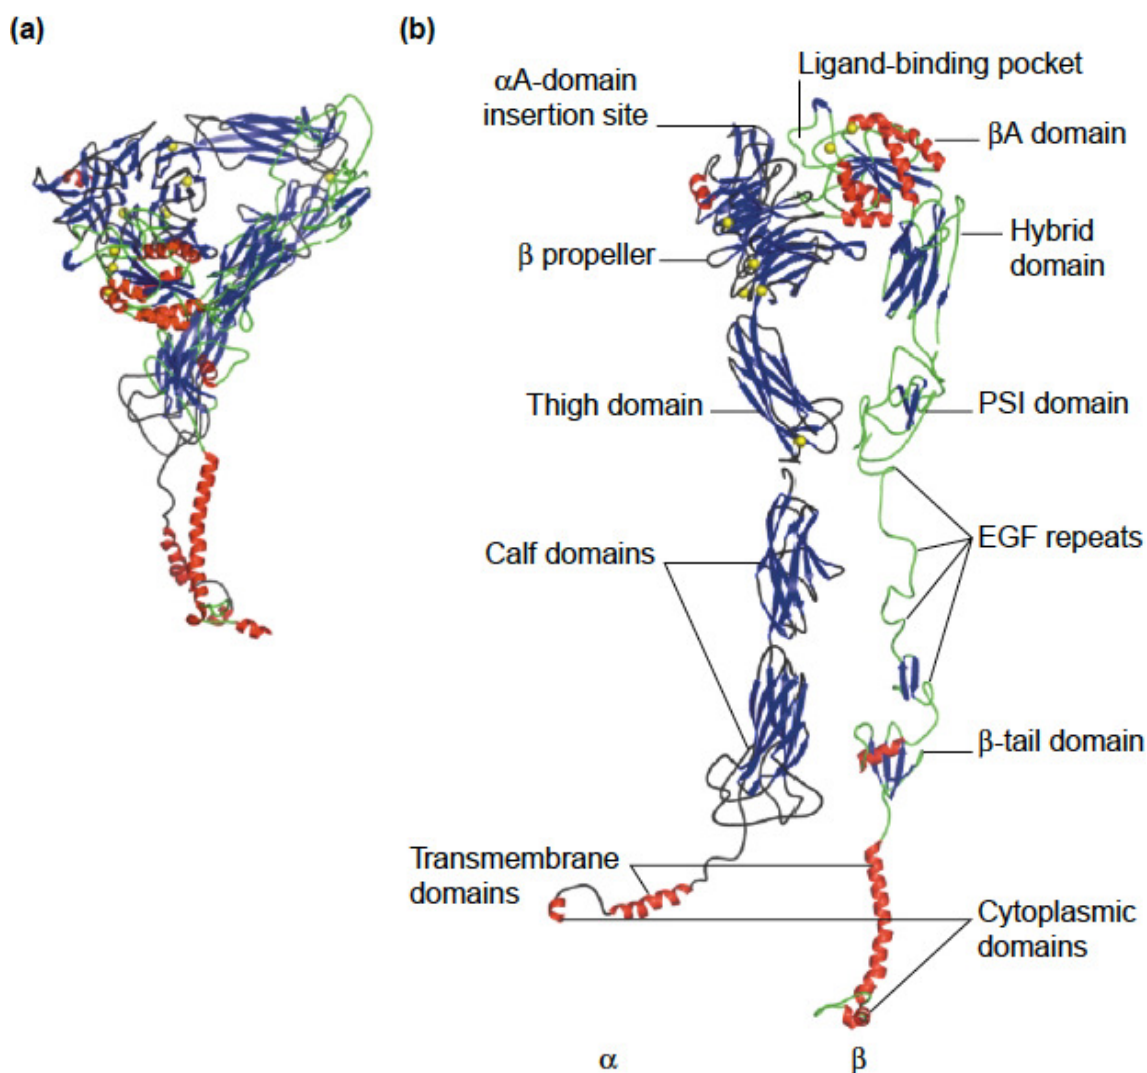 (a)
(b)
Ligand-binding pocket
αA-domain
insertion site
βA domain
β propeller
Hybrid
domain
Thigh domain
PSI domain
Calf domains
EGF repeats
β-tail domain
Transmembrane
domains
Cytoplasmic
domains
α
β